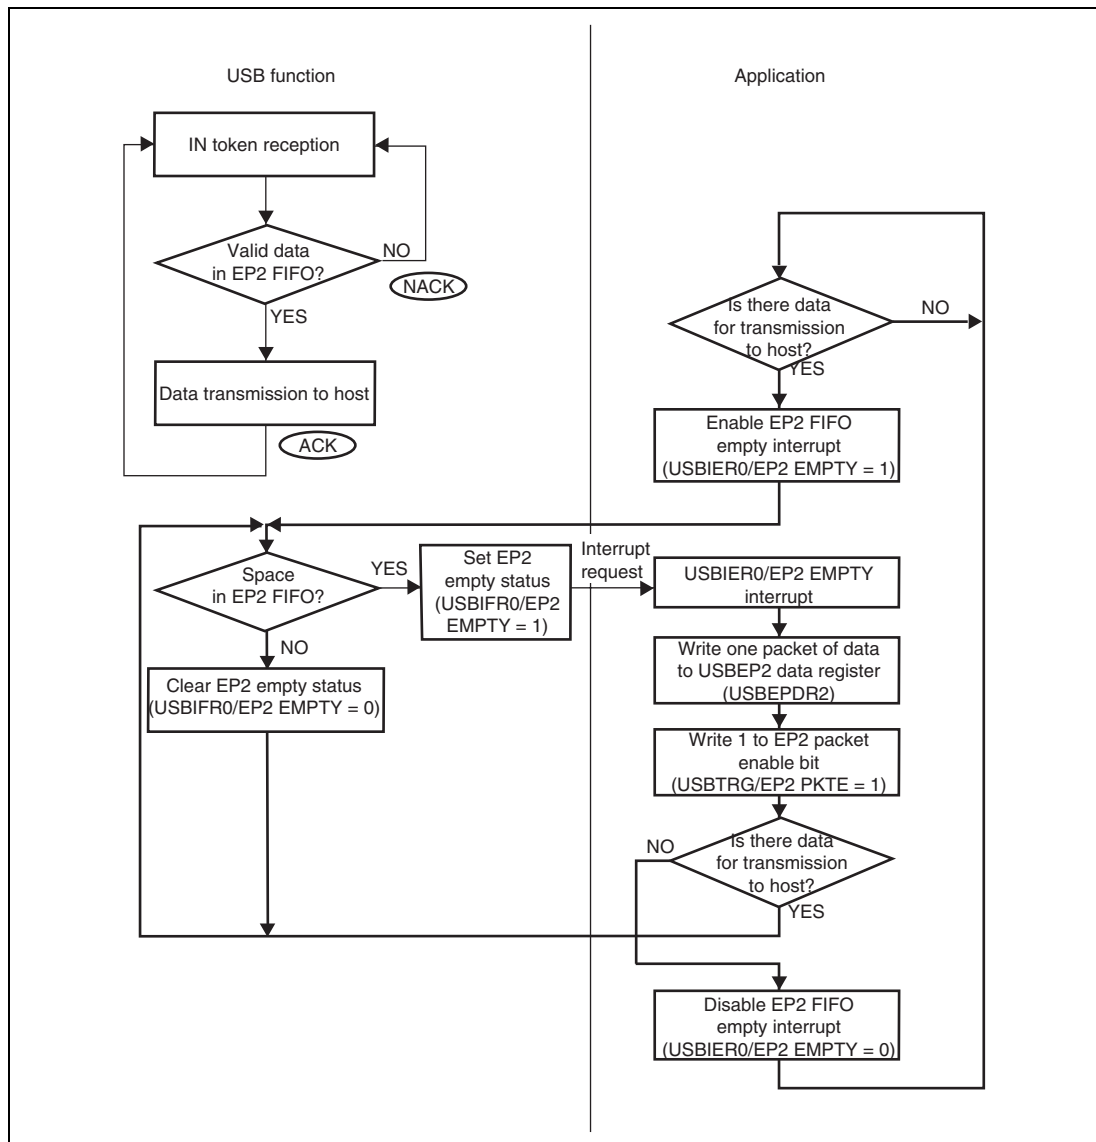 USB function
Application
IN token reception
Valid data
in EP2 FIFO?
NO
NACK
YES
Data transmission to host
ACK
Is there data
for transmission
to host?
NO
YES
Enable EP2 FIFO
empty interrupt
(USBIER0/EP2 EMPTY = 1)
Space
in EP2 FIFO?
YES
Set EP2
empty status
(USBIFR0/EP2
EMPTY = 1)
Interrupt
request
USBIER0/EP2 EMPTY
interrupt
NO
Clear EP2 empty status
(USBIFR0/EP2 EMPTY = 0)
Write one packet of data
to USBEP2 data register
(USBEPDR2)
Write 1 to EP2 packet
enable bit
(USBTRG/EP2 PKTE = 1)
NO
Is there data
for transmission
to host?
YES
Disable EP2 FIFO
empty interrupt
(USBIER0/EP2 EMPTY = 0)